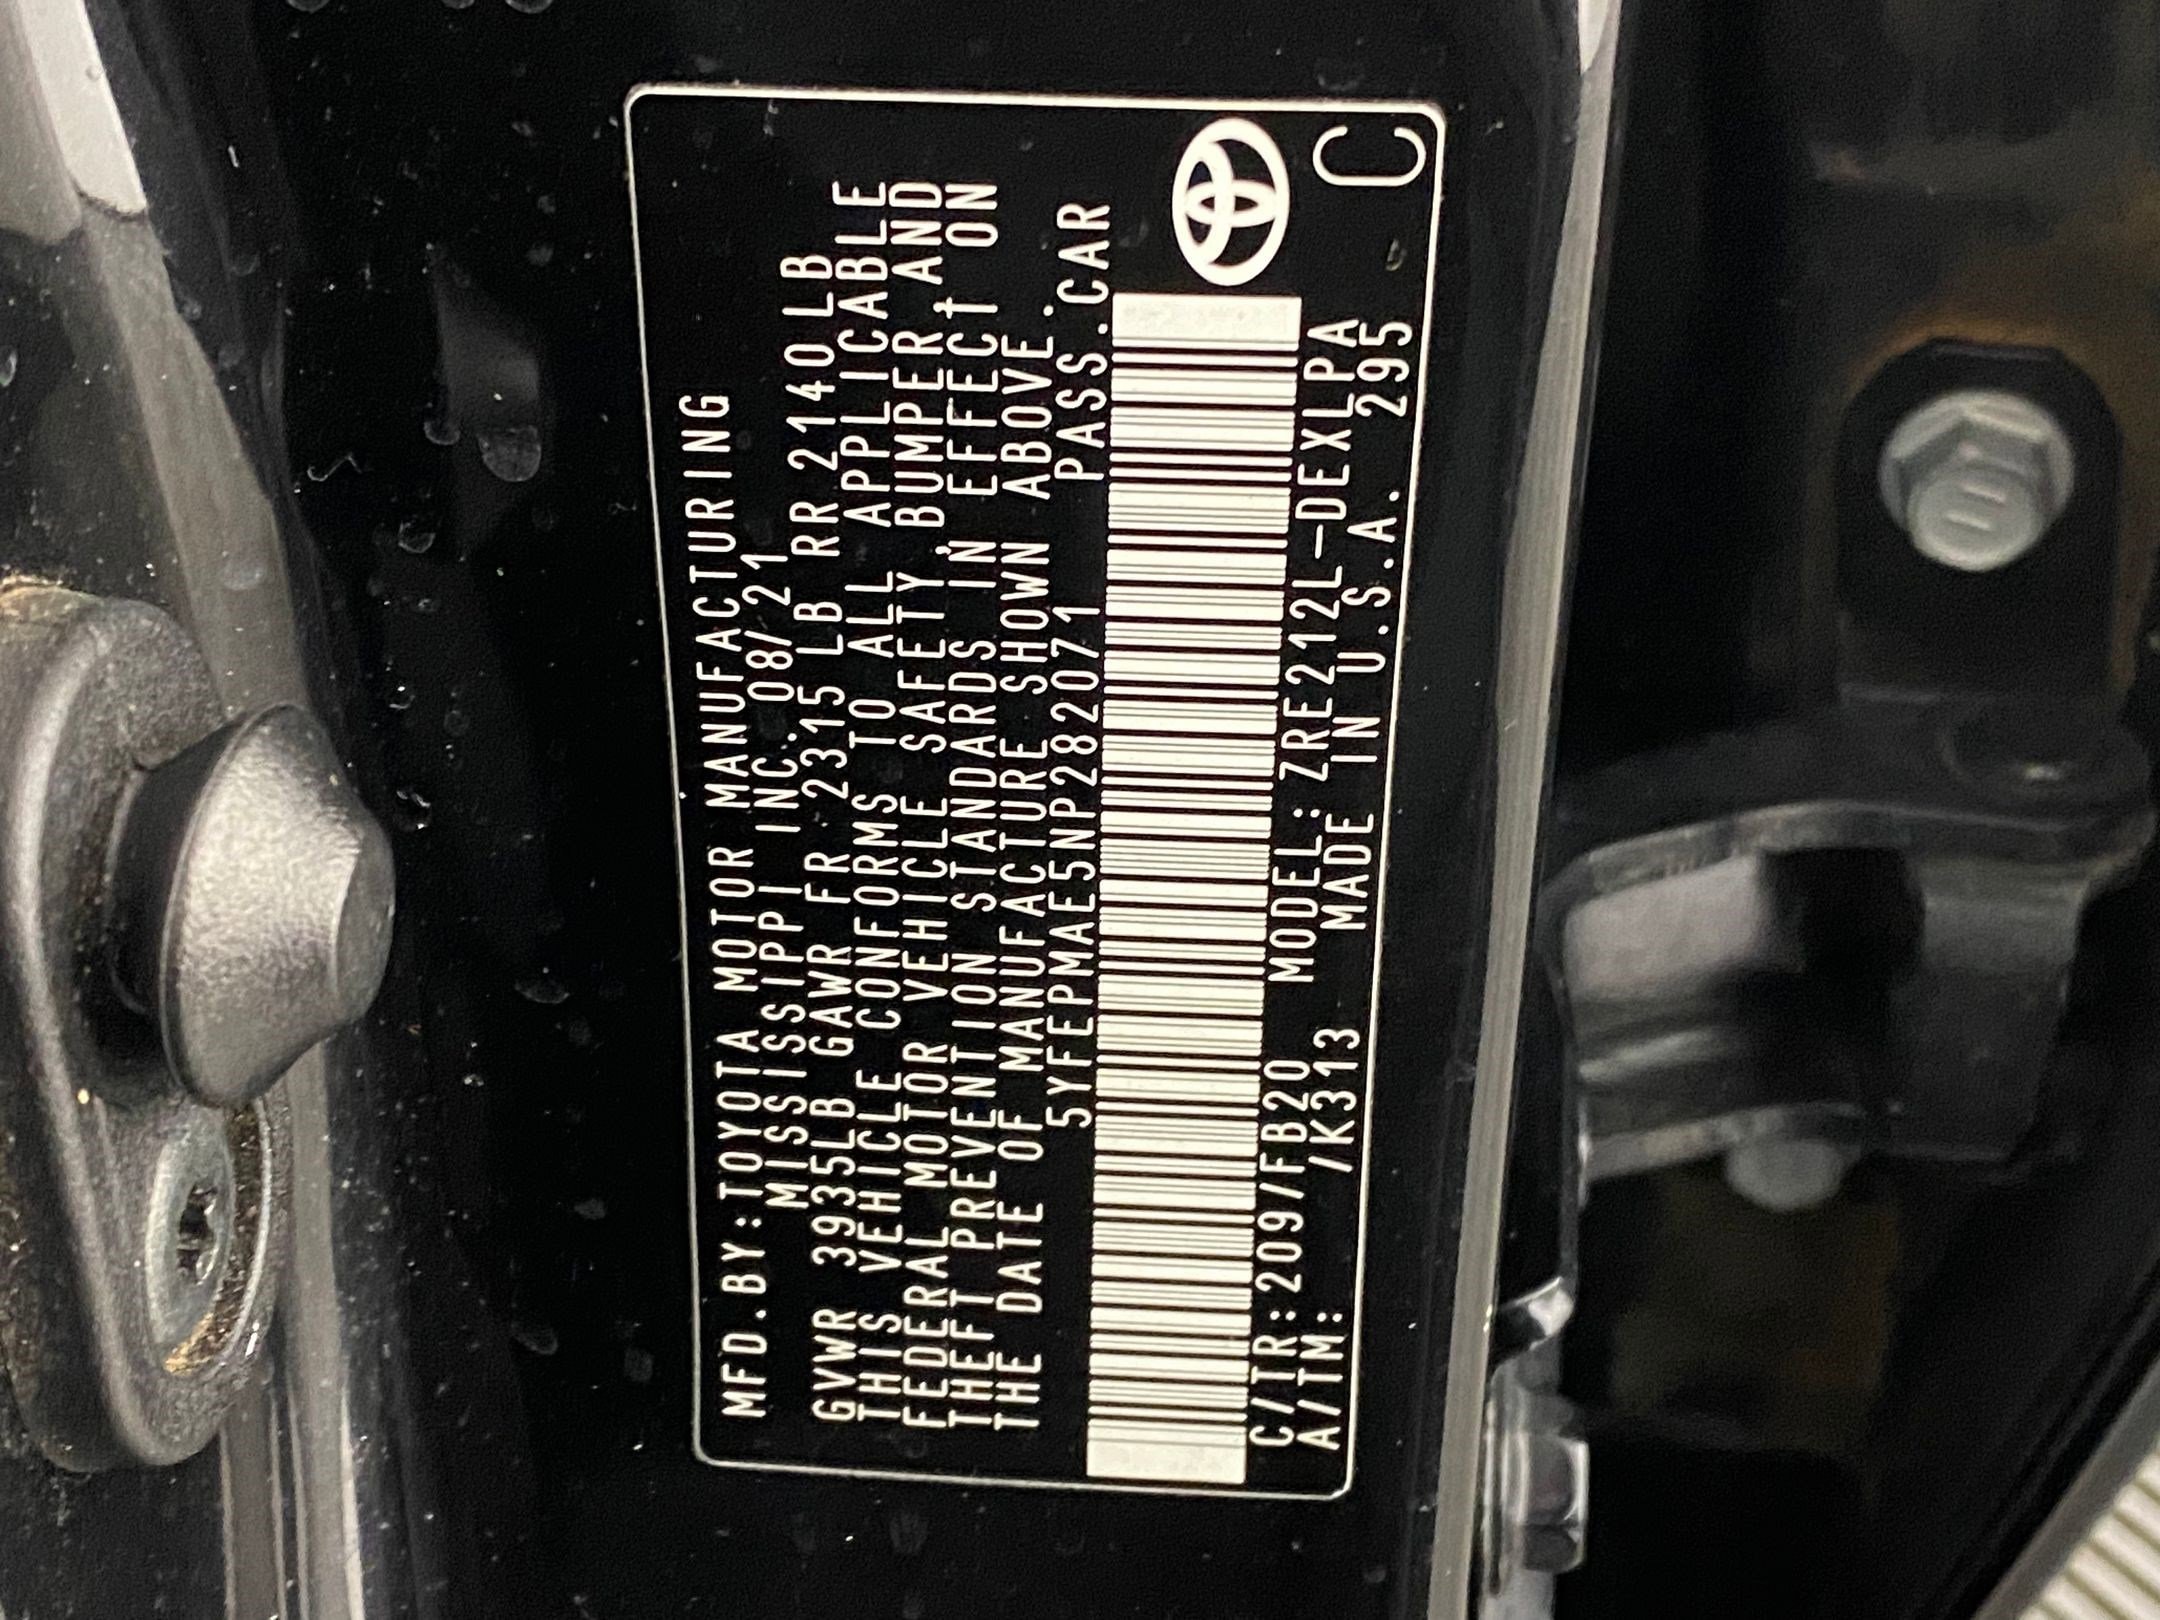 MFD.BY:TOYOTA MOTOR MANUFACTURING
MISSISSIPPI INC. 08/21
GVWR 3935LB GAWR FR 2315LB RR 2140LB
THIS VEHICLE CONFORMS TO ALL APPLICABLE
FEDERAL MOTOR VEHICLE SAFETY, BUMPER, AND
THEFT PREVENTION STANDARDS IN EFFECT ON
THE DATE OF MANUFACTURE SHOWN ABOVE.
5YFEPMAE5NP282071 PASS.CAR
C/TR:209/FB20 MODEL:ZRE212L-DEXLPA
A/TM: /K313 MADE IN U.S.A. 295 C